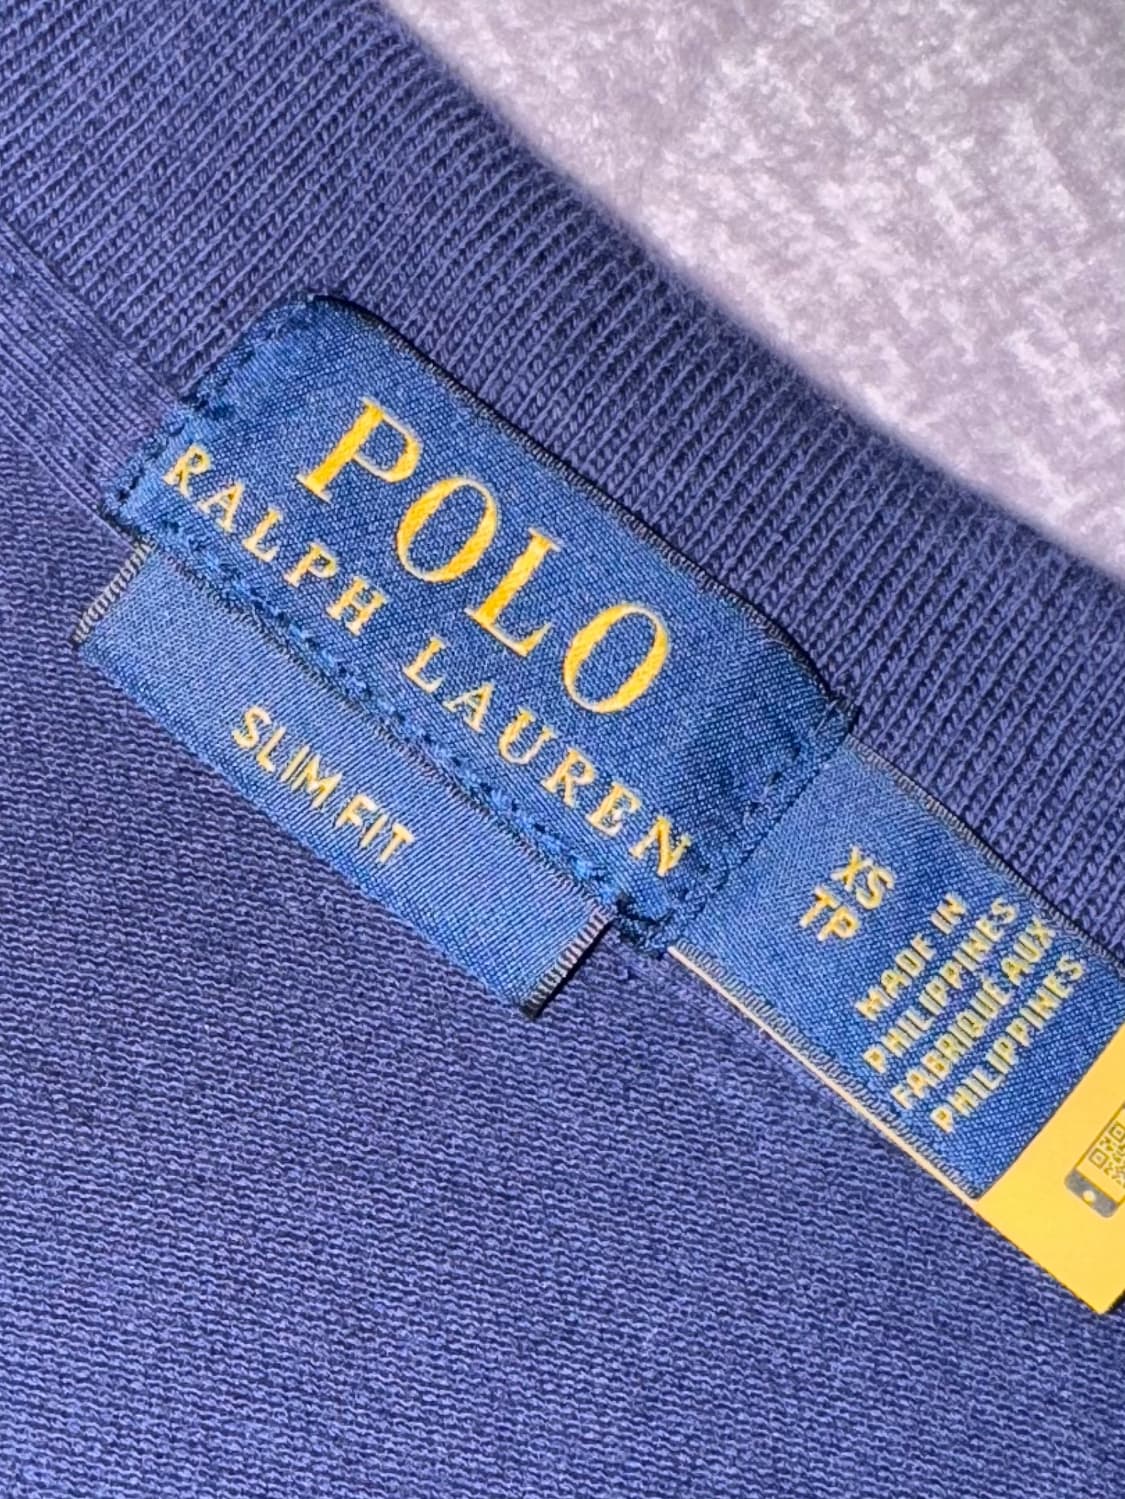 POLO
RALPH LAUREN
SLIM FIT
XS
TP
MADE IN
PHILIPPINES
FABRIQUÉ AUX
PHILIPPINES